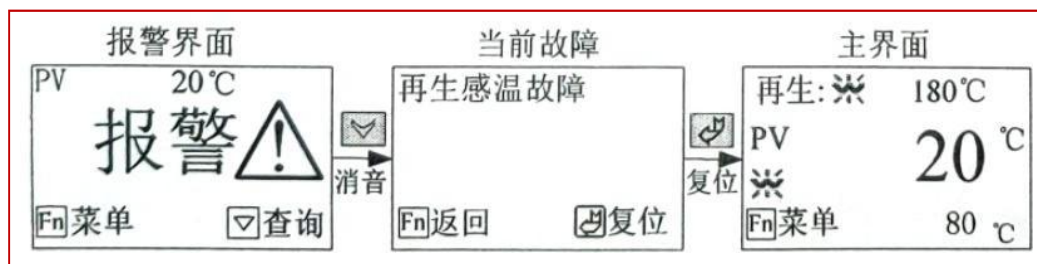 报警界面
PV 20℃
报警
Fn菜单 查询
消音
当前故障
再生感温故障
Fn返回 复位
复位
主界面
再生: 180℃
PV 20 ℃
Fn菜单 80 ℃